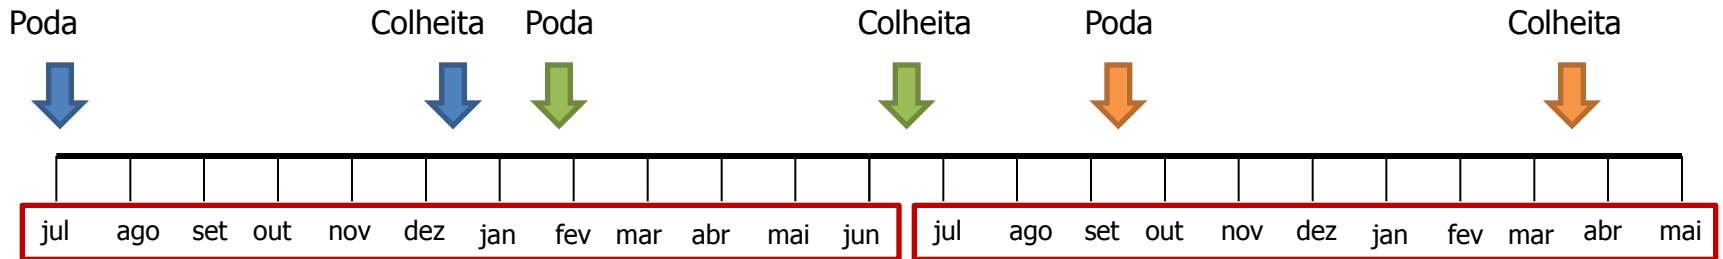 Poda Colheita Poda Colheita Poda Colheita
jul ago set out nov dez jan fev mar abr mai jun jul ago set out nov dez jan fev mar abr mai